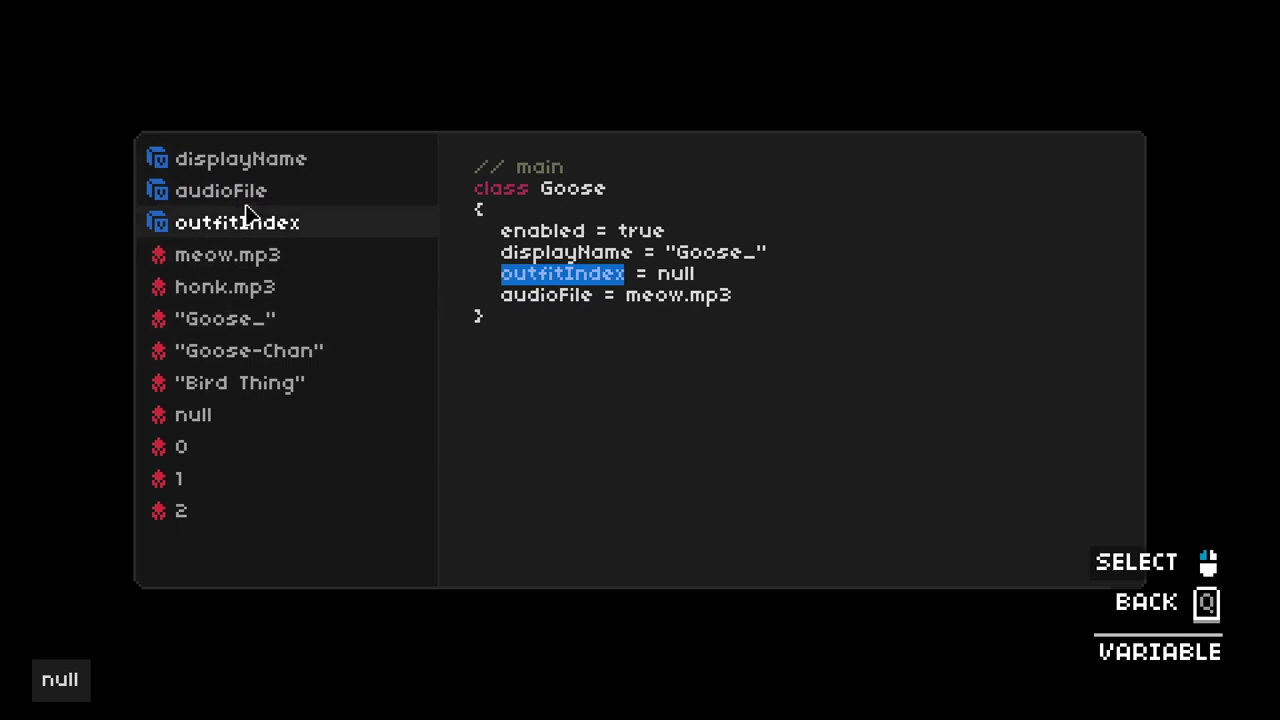 displayName
audioFile
outfitIndex
meow.mp3
honk.mp3
"Goose_"
"Goose-Chan"
"Bird Thing"
null
0
1
2
// main
class Goose
{
enabled = true
displayName = "Goose_"
outfitIndex = null
audioFile = meow.mp3
}
SELECT
BACK Q
VARIABLE
null